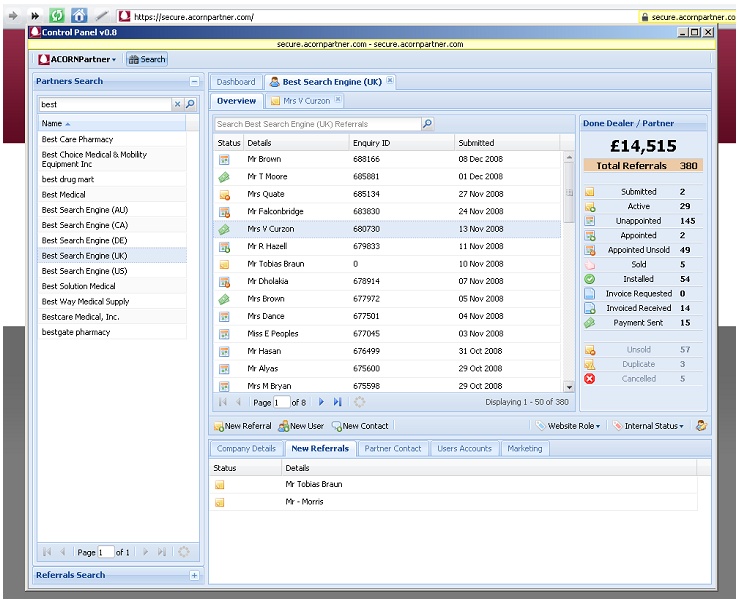 https://secure.acornpartner.com/
secure.acornpartner.co
Control Panel v0.8
secure.acornpartner.com - secure.acornpartner.com
ACORNPartner
Search
Partners Search
best
Name
Best Care Pharmacy
Best Choice Medical & Mobility
Equipment Inc
best drug mart
Best Medical
Best Search Engine (AU)
Best Search Engine (CA)
Best Search Engine (DE)
Best Search Engine (UK)
Best Search Engine (US)
Best Solution Medical
Best Way Medical Supply
Bestcare Medical, Inc.
bestgate pharmacy
Page 1 of 1
Referrals Search
Dashboard
Best Search Engine (UK)
Overview
Mrs V Curzon
Search Best Search Engine (UK) Referrals
Status Details Enquiry ID Submitted
Mr Brown 688166 08 Dec 2008
Mr T Moore 685881 01 Dec 2008
Mrs Quate 685134 27 Nov 2008
Mr Falconbridge 683830 24 Nov 2008
Mrs V Curzon 680730 13 Nov 2008
Mr R Hazell 679833 11 Nov 2008
Mr Tobias Braun 0 10 Nov 2008
Mr Dholakia 678914 07 Nov 2008
Mrs Brown 677972 05 Nov 2008
Mrs Dance 677501 04 Nov 2008
Miss E Peoples 677045 03 Nov 2008
Mr Hasan 676499 31 Oct 2008
Mr Alyas 675600 29 Oct 2008
Mrs M Bryan 675598 29 Oct 2008
Page 1 of 8
Displaying 1 - 50 of 380
Done Dealer / Partner
£14,515
Total Referrals 380
Submitted 2
Active 29
Unappointed 145
Appointed 2
Appointed Unsold 49
Sold 5
Installed 54
Invoice Requested 0
Invoiced Received 14
Payment Sent 15
Unsold 57
Duplicate 3
Cancelled 5
New Referral New User New Contact
Website Role Internal Status
Company Details New Referrals Partner Contact Users Accounts Marketing
Status Details
Mr Tobias Braun
Mr - Morris